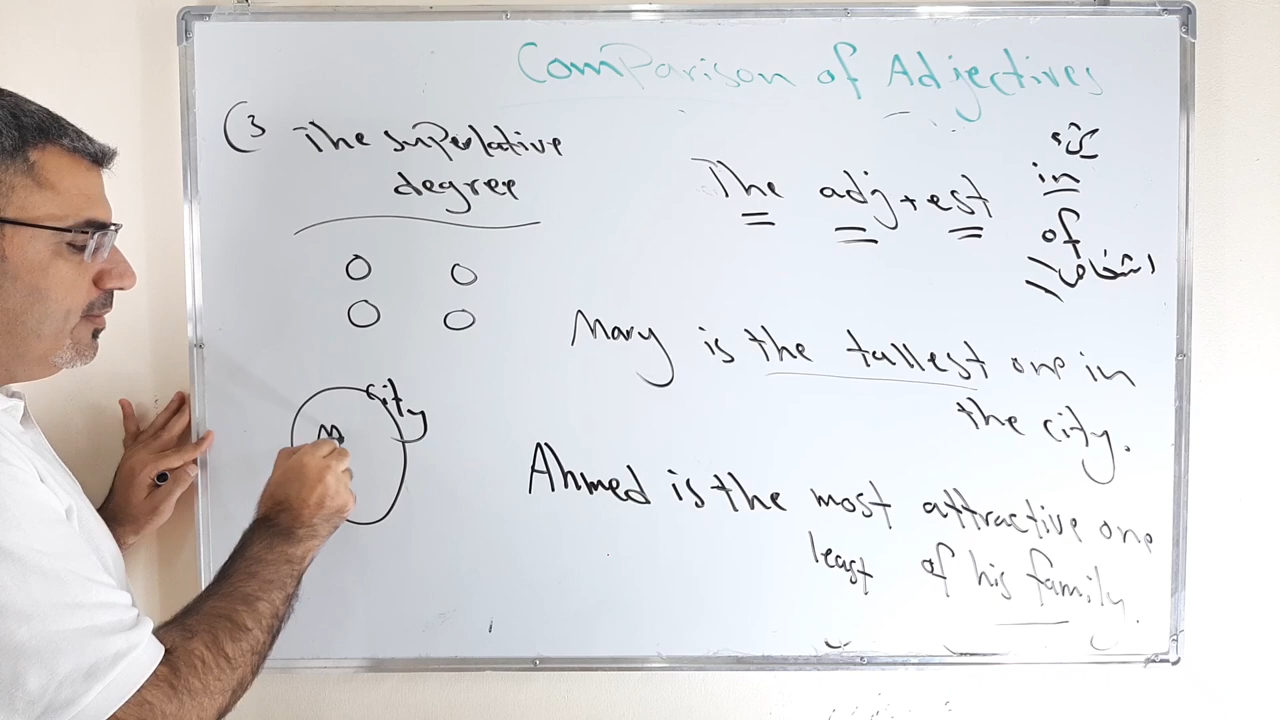 Comparison of Adjectives
(3 The superlative
degree
The adj + est
in
of
اشخاص
Mary is the tallest one in
the city.
city
M
Ahmed is the most attractive one
least of his family.